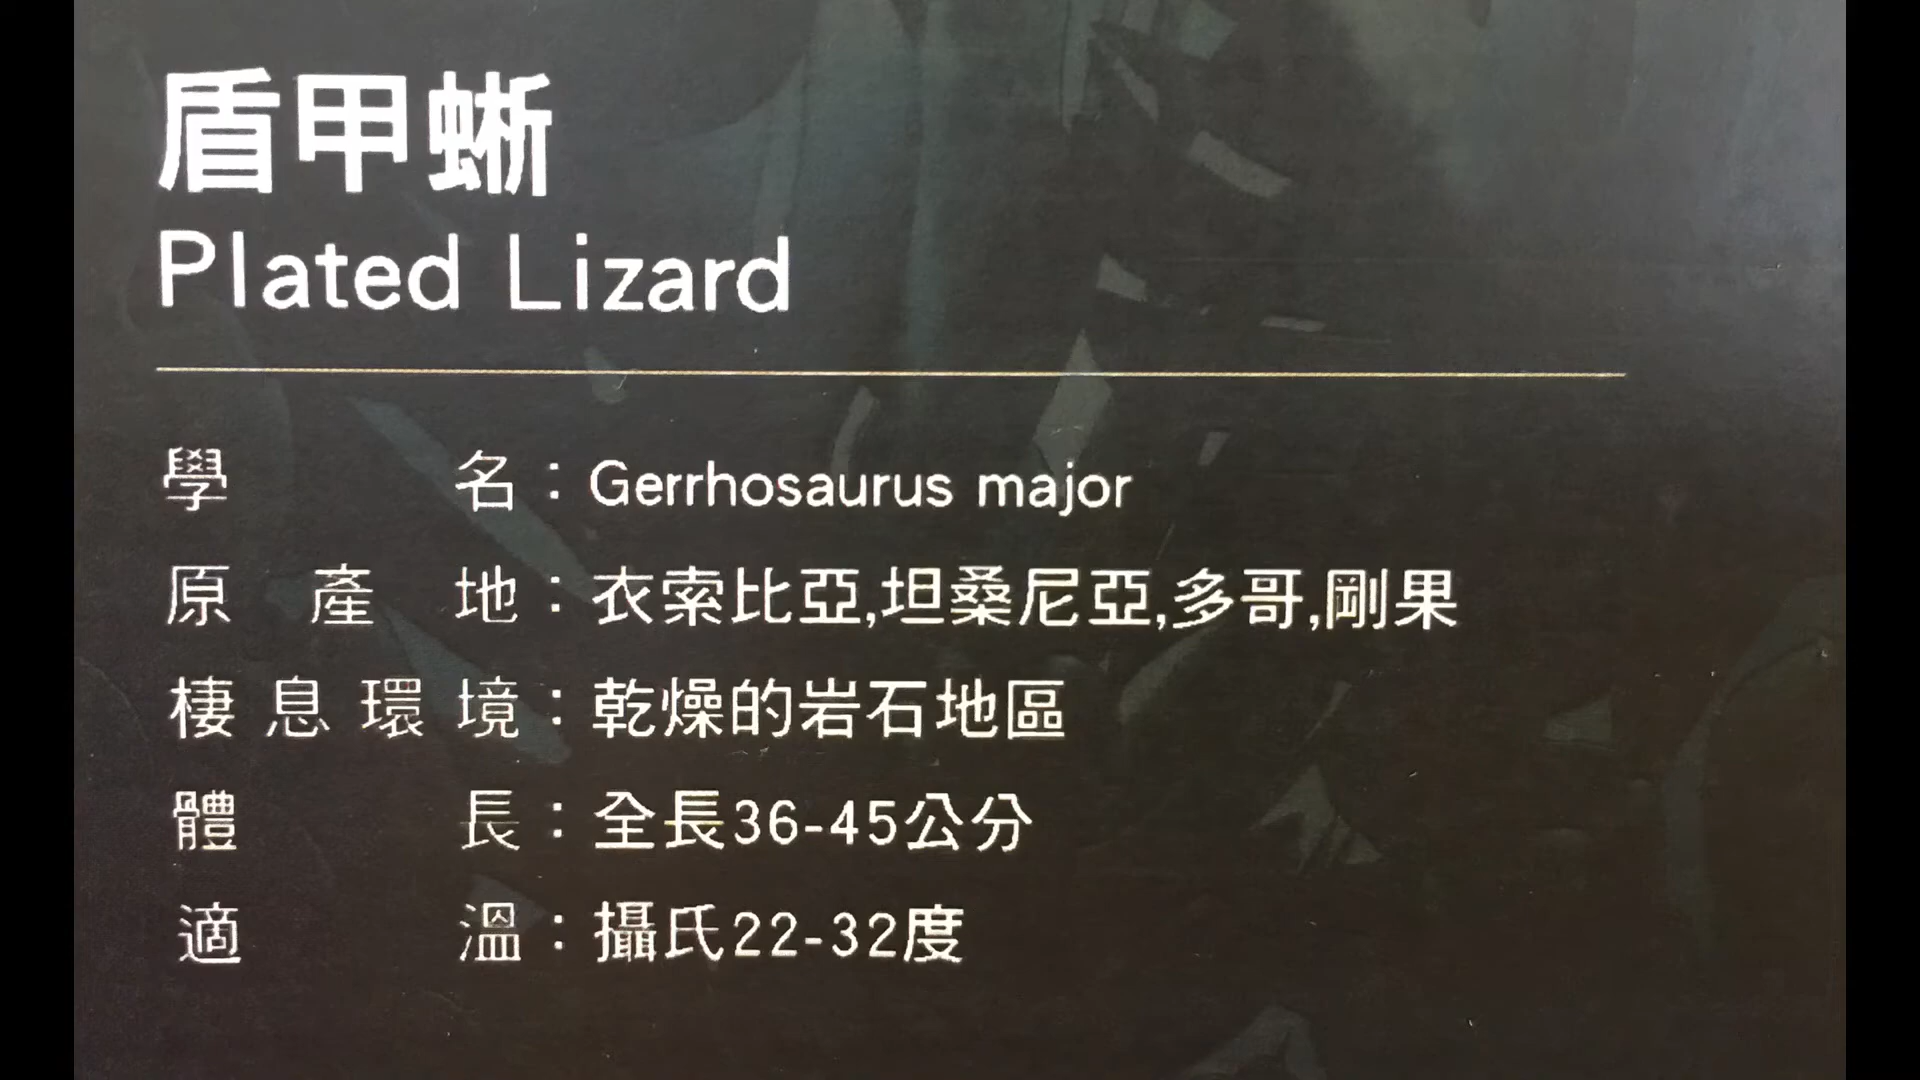 盾甲蜥
Plated Lizard
學名：Gerrhosaurus major
原產地：衣索比亞,坦桑尼亞,多哥,剛果
棲息環境：乾燥的岩石地區
體長：全長36-45公分
適溫：攝氏22-32度